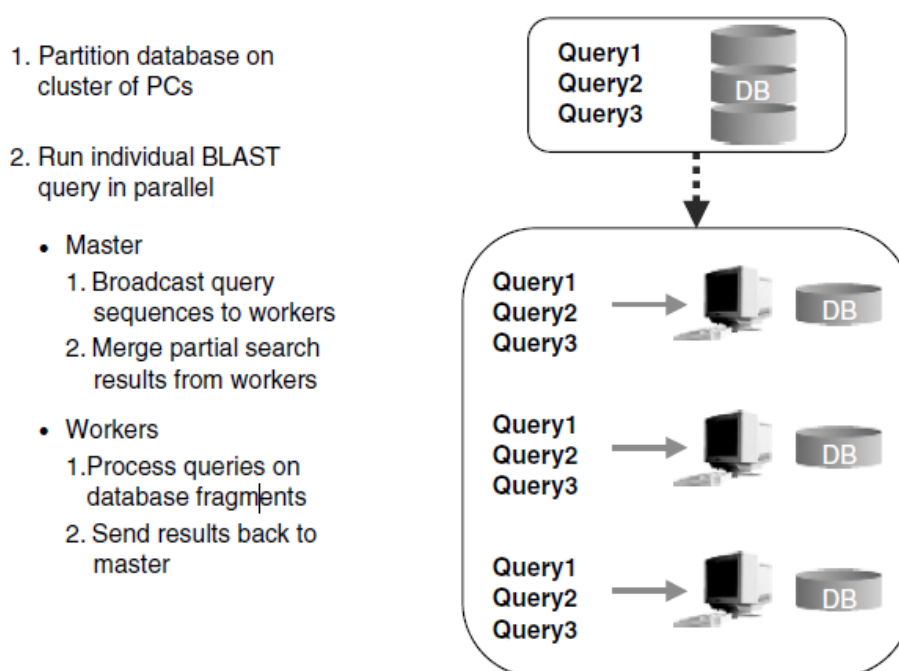 1. Partition database on
cluster of PCs
2. Run individual BLAST
query in parallel
• Master
1. Broadcast query
sequences to workers
2. Merge partial search
results from workers
• Workers
1.Process queries on
database fragments
2. Send results back to
master
Query1
Query2
Query3
DB
Query1
Query2
Query3
DB
Query1
Query2
Query3
DB
Query1
Query2
Query3
DB